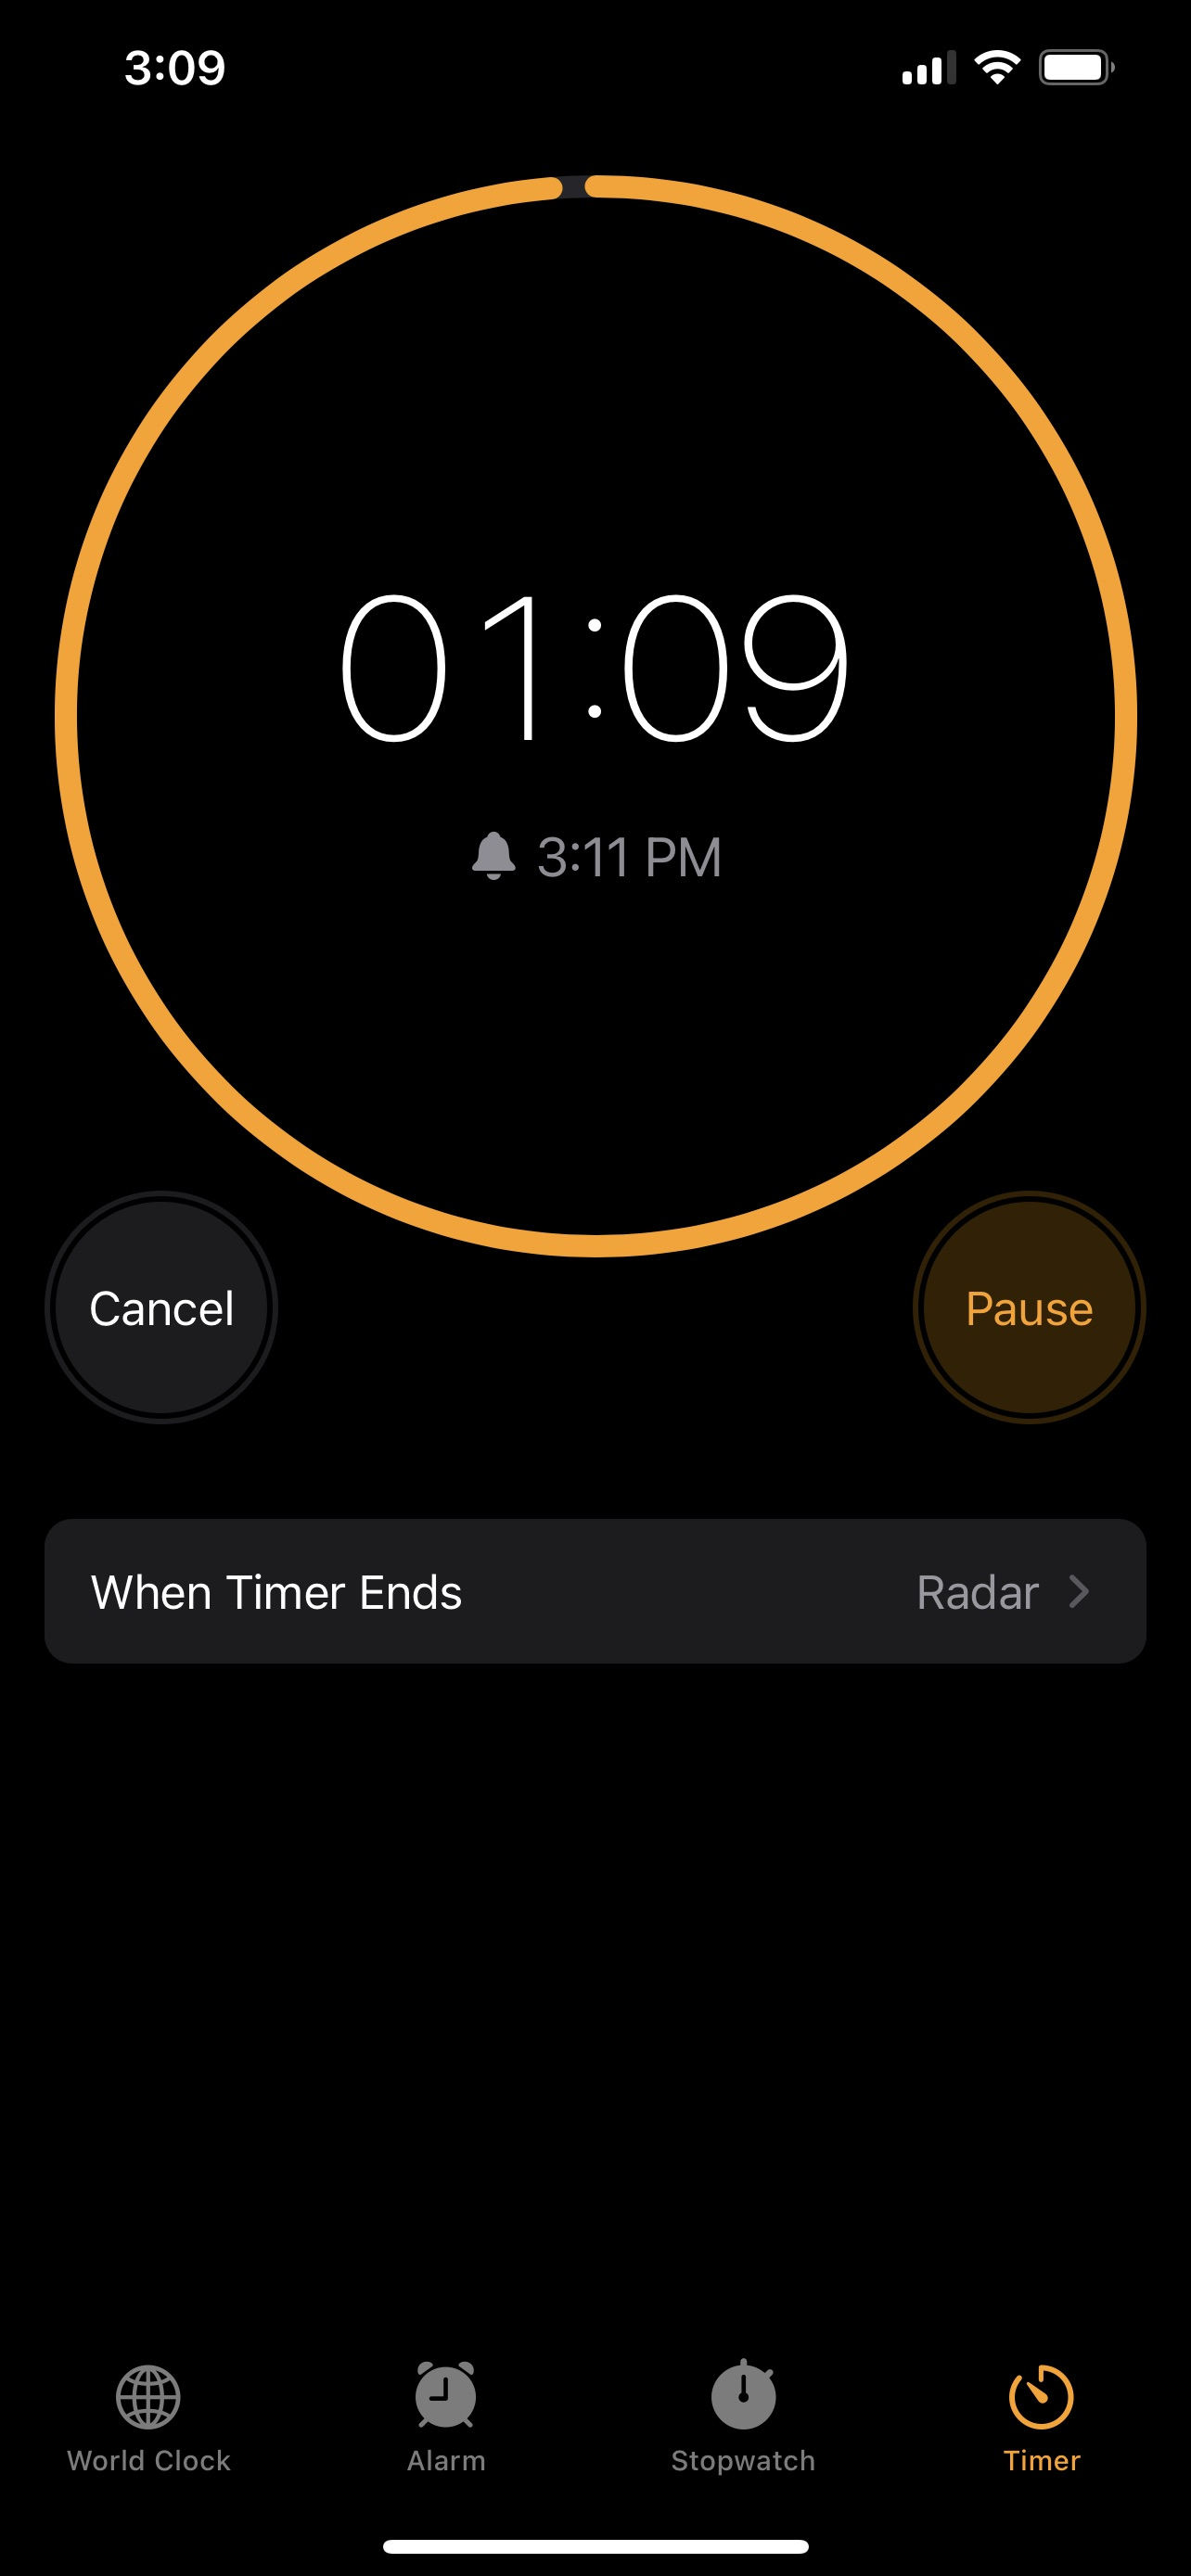 3:09
01:09
3:11 PM
Cancel
Pause
When Timer Ends Radar
World Clock Alarm Stopwatch Timer